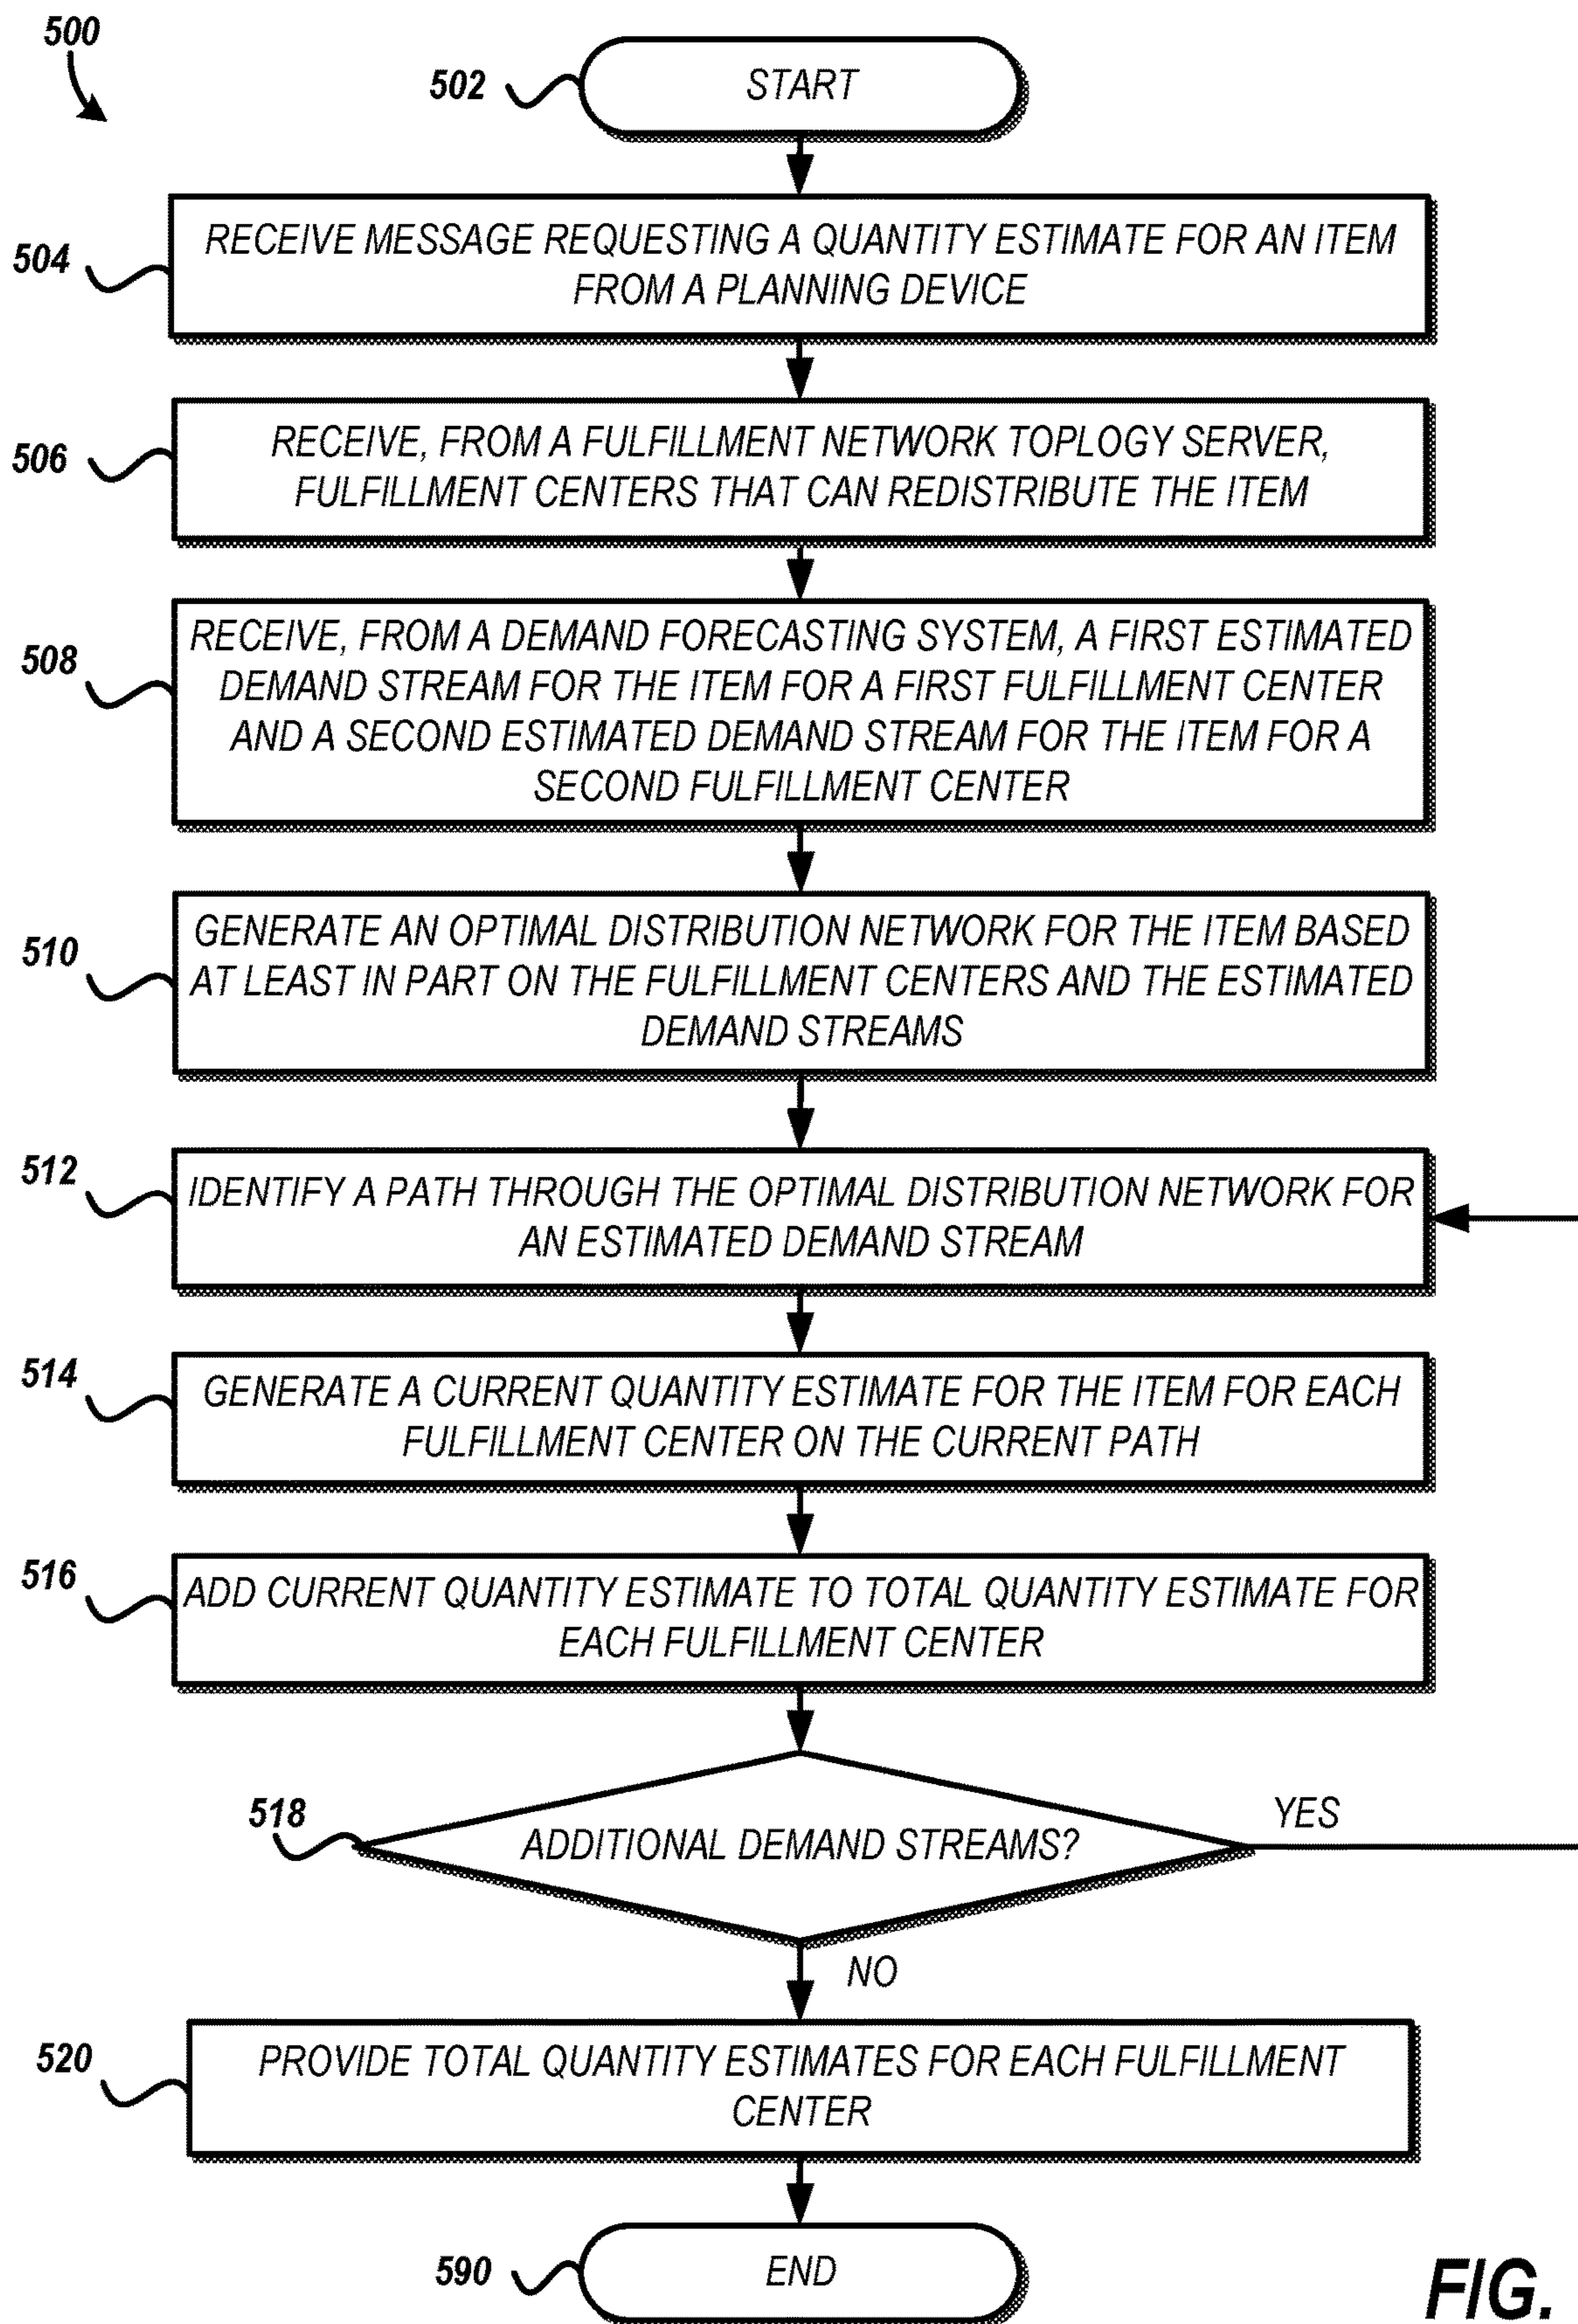 500
502
START
504
RECEIVE MESSAGE REQUESTING A QUANTITY ESTIMATE FOR AN ITEM
FROM A PLANNING DEVICE
506
RECEIVE, FROM A FULFILLMENT NETWORK TOPLOGY SERVER,
FULFILLMENT CENTERS THAT CAN REDISTRIBUTE THE ITEM
508
RECEIVE, FROM A DEMAND FORECASTING SYSTEM, A FIRST ESTIMATED
DEMAND STREAM FOR THE ITEM FOR A FIRST FULFILLMENT CENTER
AND A SECOND ESTIMATED DEMAND STREAM FOR THE ITEM FOR A
SECOND FULFILLMENT CENTER
510
GENERATE AN OPTIMAL DISTRIBUTION NETWORK FOR THE ITEM BASED
AT LEAST IN PART ON THE FULFILLMENT CENTERS AND THE ESTIMATED
DEMAND STREAMS
512
IDENTIFY A PATH THROUGH THE OPTIMAL DISTRIBUTION NETWORK FOR
AN ESTIMATED DEMAND STREAM
514
GENERATE A CURRENT QUANTITY ESTIMATE FOR THE ITEM FOR EACH
FULFILLMENT CENTER ON THE CURRENT PATH
516
ADD CURRENT QUANTITY ESTIMATE TO TOTAL QUANTITY ESTIMATE FOR
EACH FULFILLMENT CENTER
518
ADDITIONAL DEMAND STREAMS?
YES
NO
520
PROVIDE TOTAL QUANTITY ESTIMATES FOR EACH FULFILLMENT
CENTER
590
END
FIG.